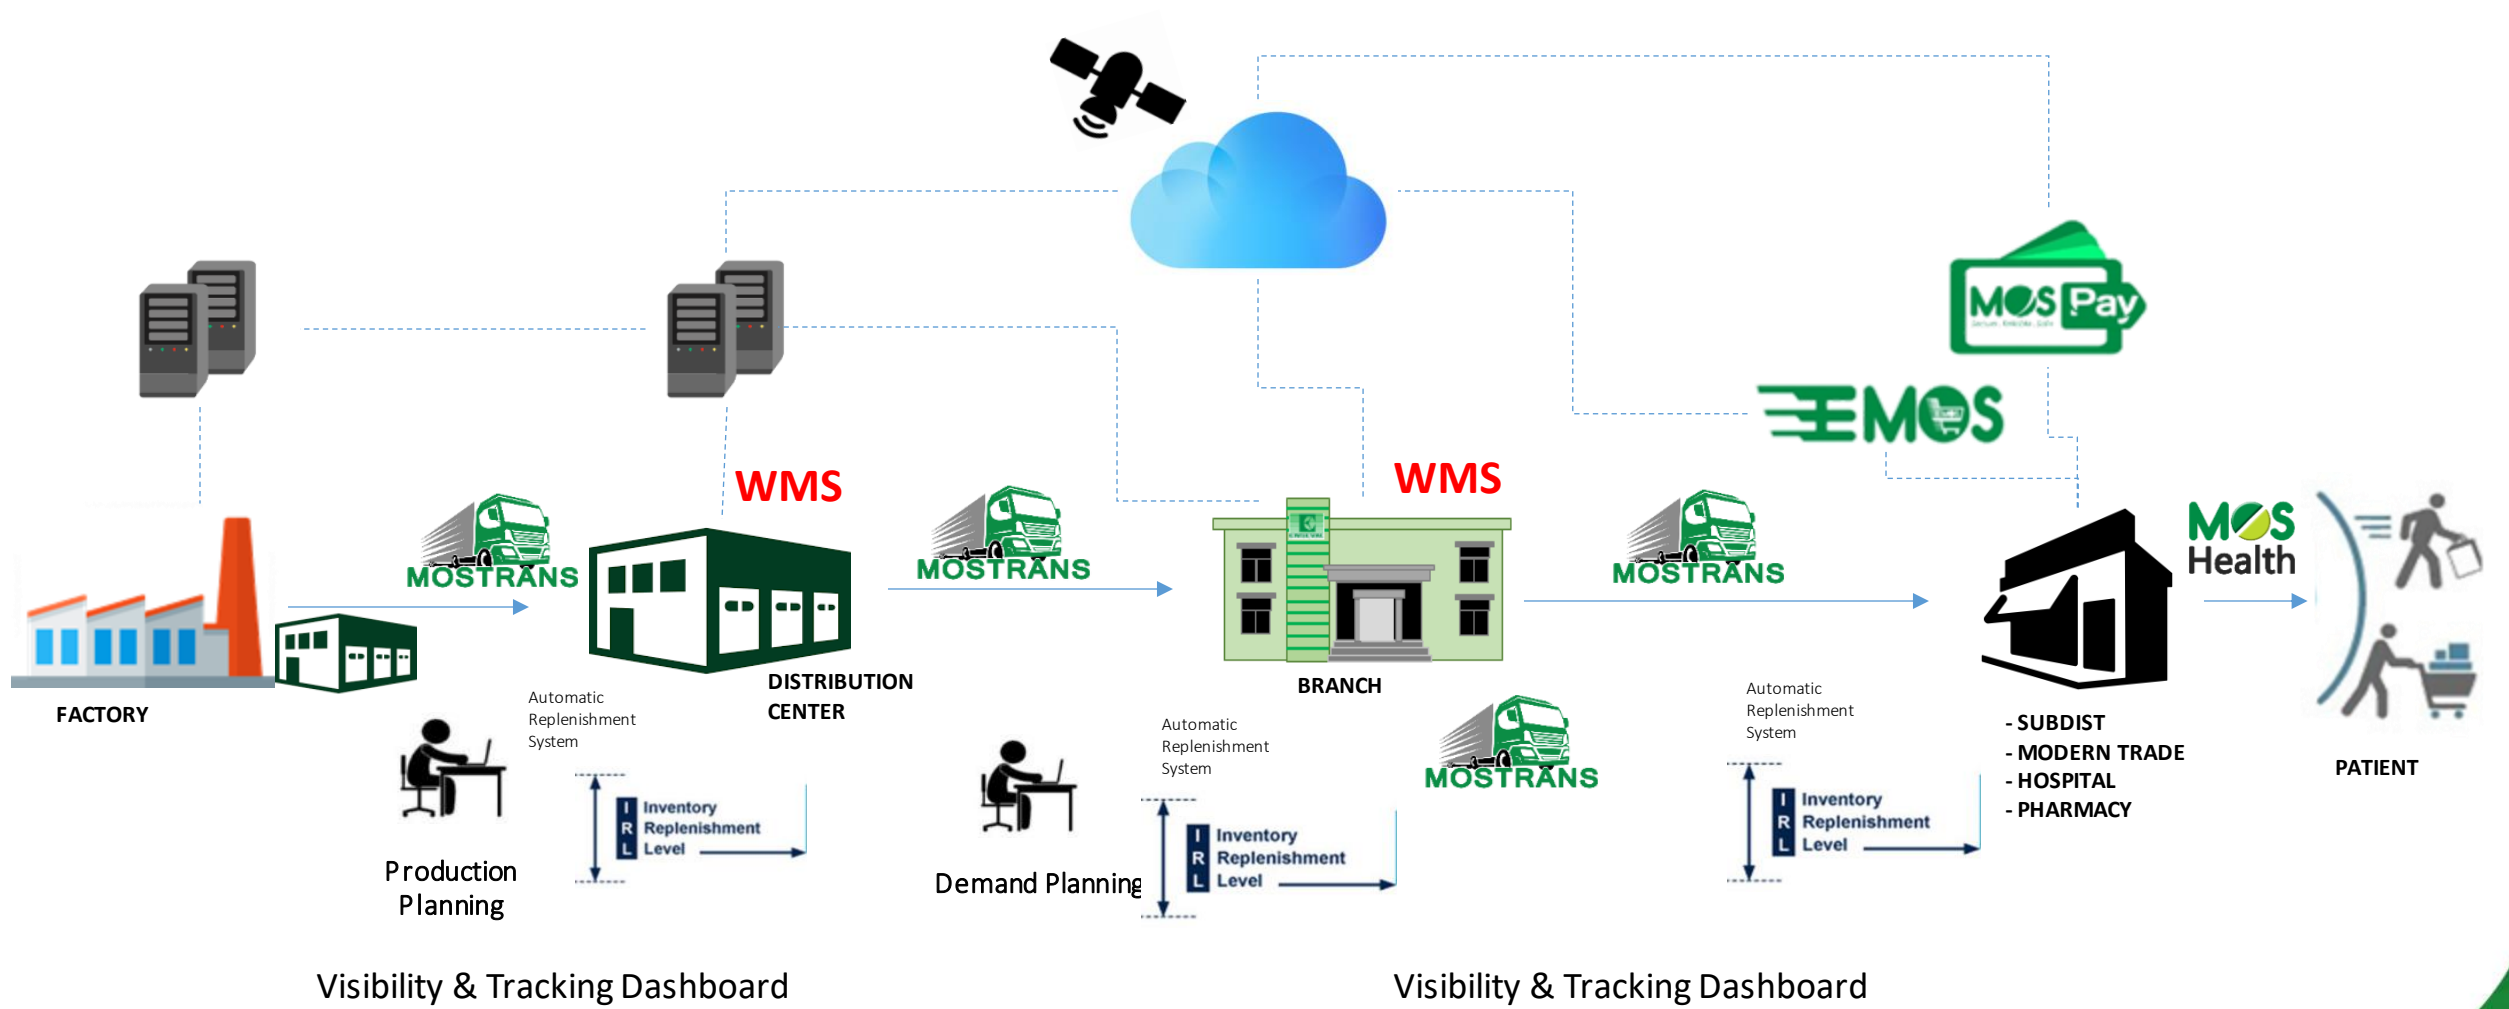 MOS Pay
EMOS
WMS
WMS
MOSTRANS
MOSTRANS
MOSTRANS
MOS
Health
FACTORY
DISTRIBUTION
CENTER
BRANCH
Automatic
Replenishment
System
Automatic
Replenishment
System
Automatic
Replenishment
System
- SUBDIST
- MODERN TRADE
- HOSPITAL
- PHARMACY
PATIENT
MOSTRANS
I Inventory
R Replenishment
L Level
I Inventory
R Replenishment
L Level
I Inventory
R Replenishment
L Level
Production
Planning
Demand Planning
Visibility & Tracking Dashboard
Visibility & Tracking Dashboard